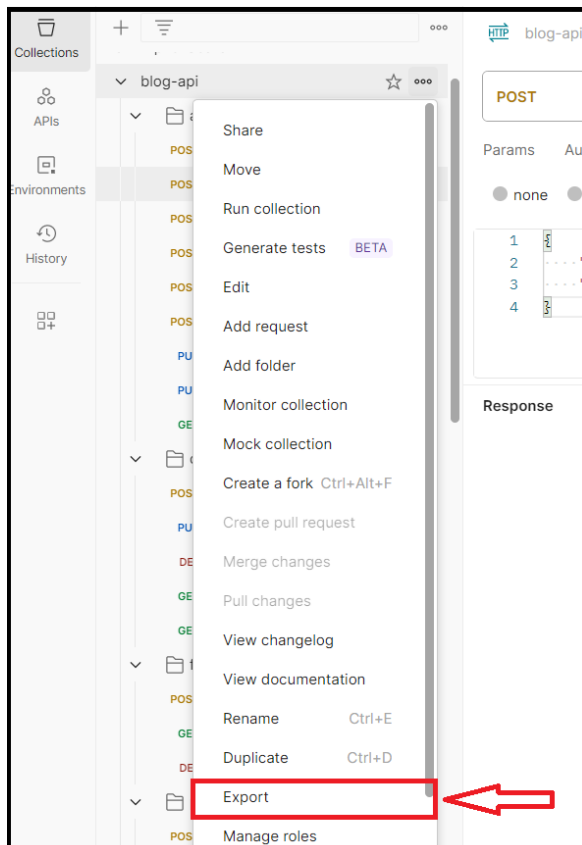 Collections
APIs
Environments
History
blog-api
POS
POS
POS
POS
POS
POS
PU
PU
GE
POS
PU
DE
GE
GE
POS
GE
DE
POS
Share
Move
Run collection
Generate tests BETA
Edit
Add request
Add folder
Monitor collection
Mock collection
Create a fork Ctrl+Alt+F
Create pull request
Merge changes
Pull changes
View changelog
View documentation
Rename Ctrl+E
Duplicate Ctrl+D
Export
Manage roles
HTTP blog-api
POST
Params Au
none
1 {
2
3
4 }
Response